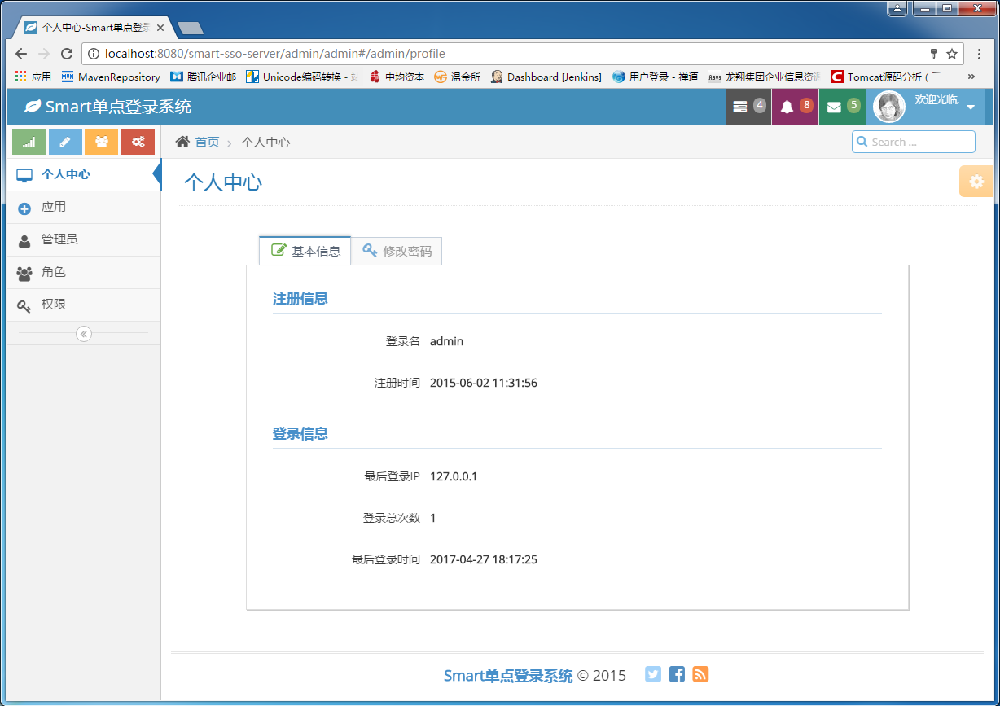 个人中心-Smart单点登录
localhost:8080/smart-sso-server/admin/admin#/admin/profile
应用 MavenRepository 腾讯企业邮 Unicode编码转换 - 中均资本 温金所 Dashboard [Jenkins] 用户登录 - 禅道 龙翔集团企业信息资源 Tomcat源码分析 ( 三 »
Smart单点登录系统 4 8 5 欢迎光临,
首页 › 个人中心 Search ...
个人中心
应用
管理员
角色
权限
个人中心
基本信息 修改密码
注册信息
登录名 admin
注册时间 2015-06-02 11:31:56
登录信息
最后登录IP 127.0.0.1
登录总次数 1
最后登录时间 2017-04-27 18:17:25
Smart单点登录系统 © 2015